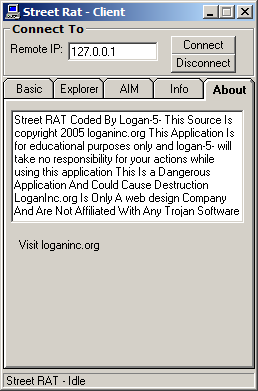 Street Rat - Client
Connect To
Remote IP: 127.0.0.1 Connect
Disconnect
Basic Explorer AIM Info About
Street RAT Coded By Logan-5- This Source Is
copyright 2005 loganinc.org This Application Is
for educational purposes only and logan-5- will
take no responsibility for your actions while
using this application This Is a Dangerous
Application And Could Cause Destruction
LoganInc.org Is Only A web design Company
And Are Not Affiliated With Any Trojan Software
Visit loganinc.org
Street RAT - Idle